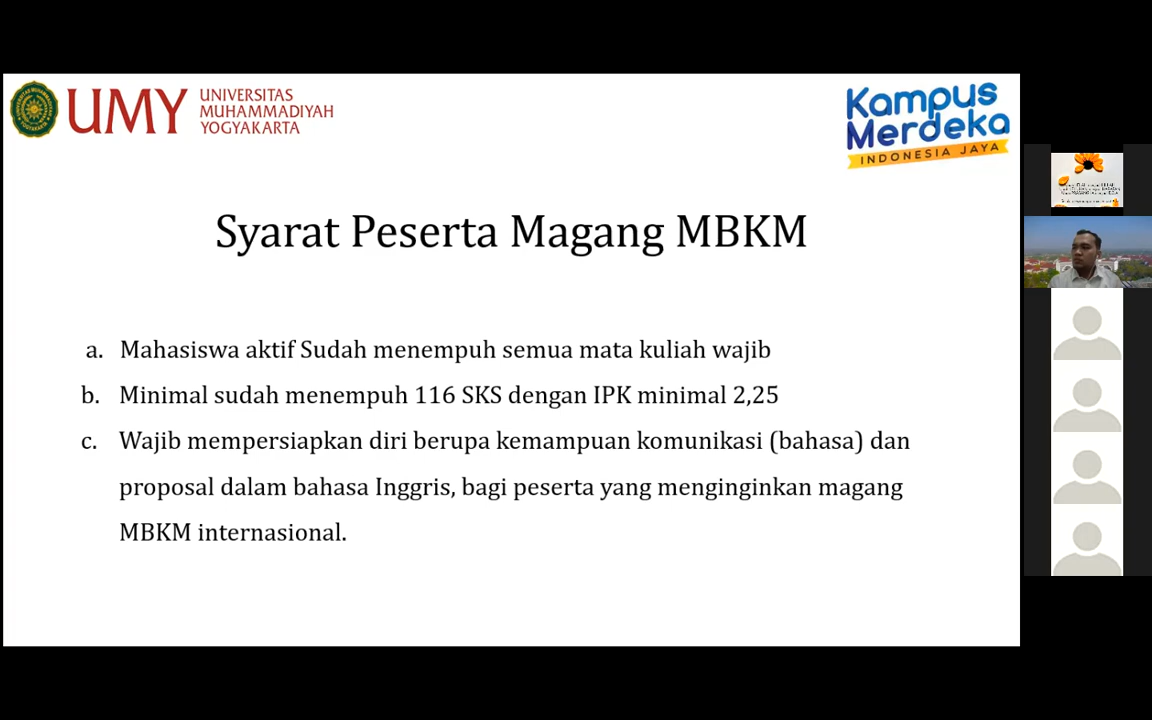 UMY
UNIVERSITAS
MUHAMMADIYAH
YOGYAKARTA
Kampus
Merdeka
INDONESIA JAYA
Syarat Peserta Magang MBKM
a. Mahasiswa aktif Sudah menempuh semua mata kuliah wajib
b. Minimal sudah menempuh 116 SKS dengan IPK minimal 2,25
c. Wajib mempersiapkan diri berupa kemampuan komunikasi (bahasa) dan
proposal dalam bahasa Inggris, bagi peserta yang menginginkan magang
MBKM internasional.